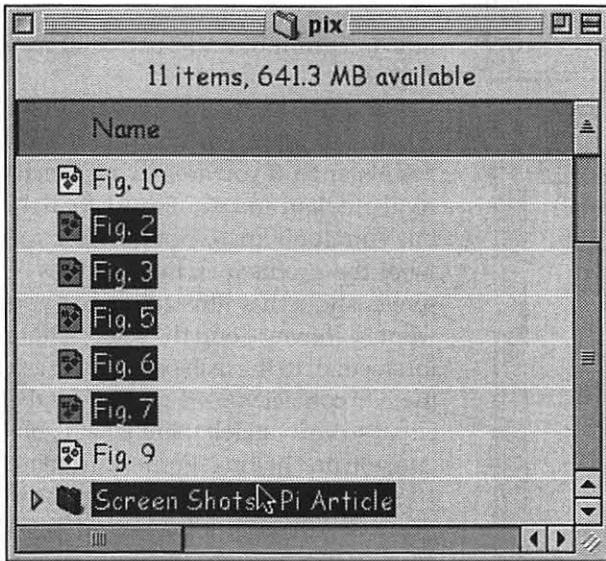 pix
11 items, 641.3 MB available
Name
Fig. 10
Fig. 2
Fig. 3
Fig. 5
Fig. 6
Fig. 7
Fig. 9
Screen Shots Pi Article